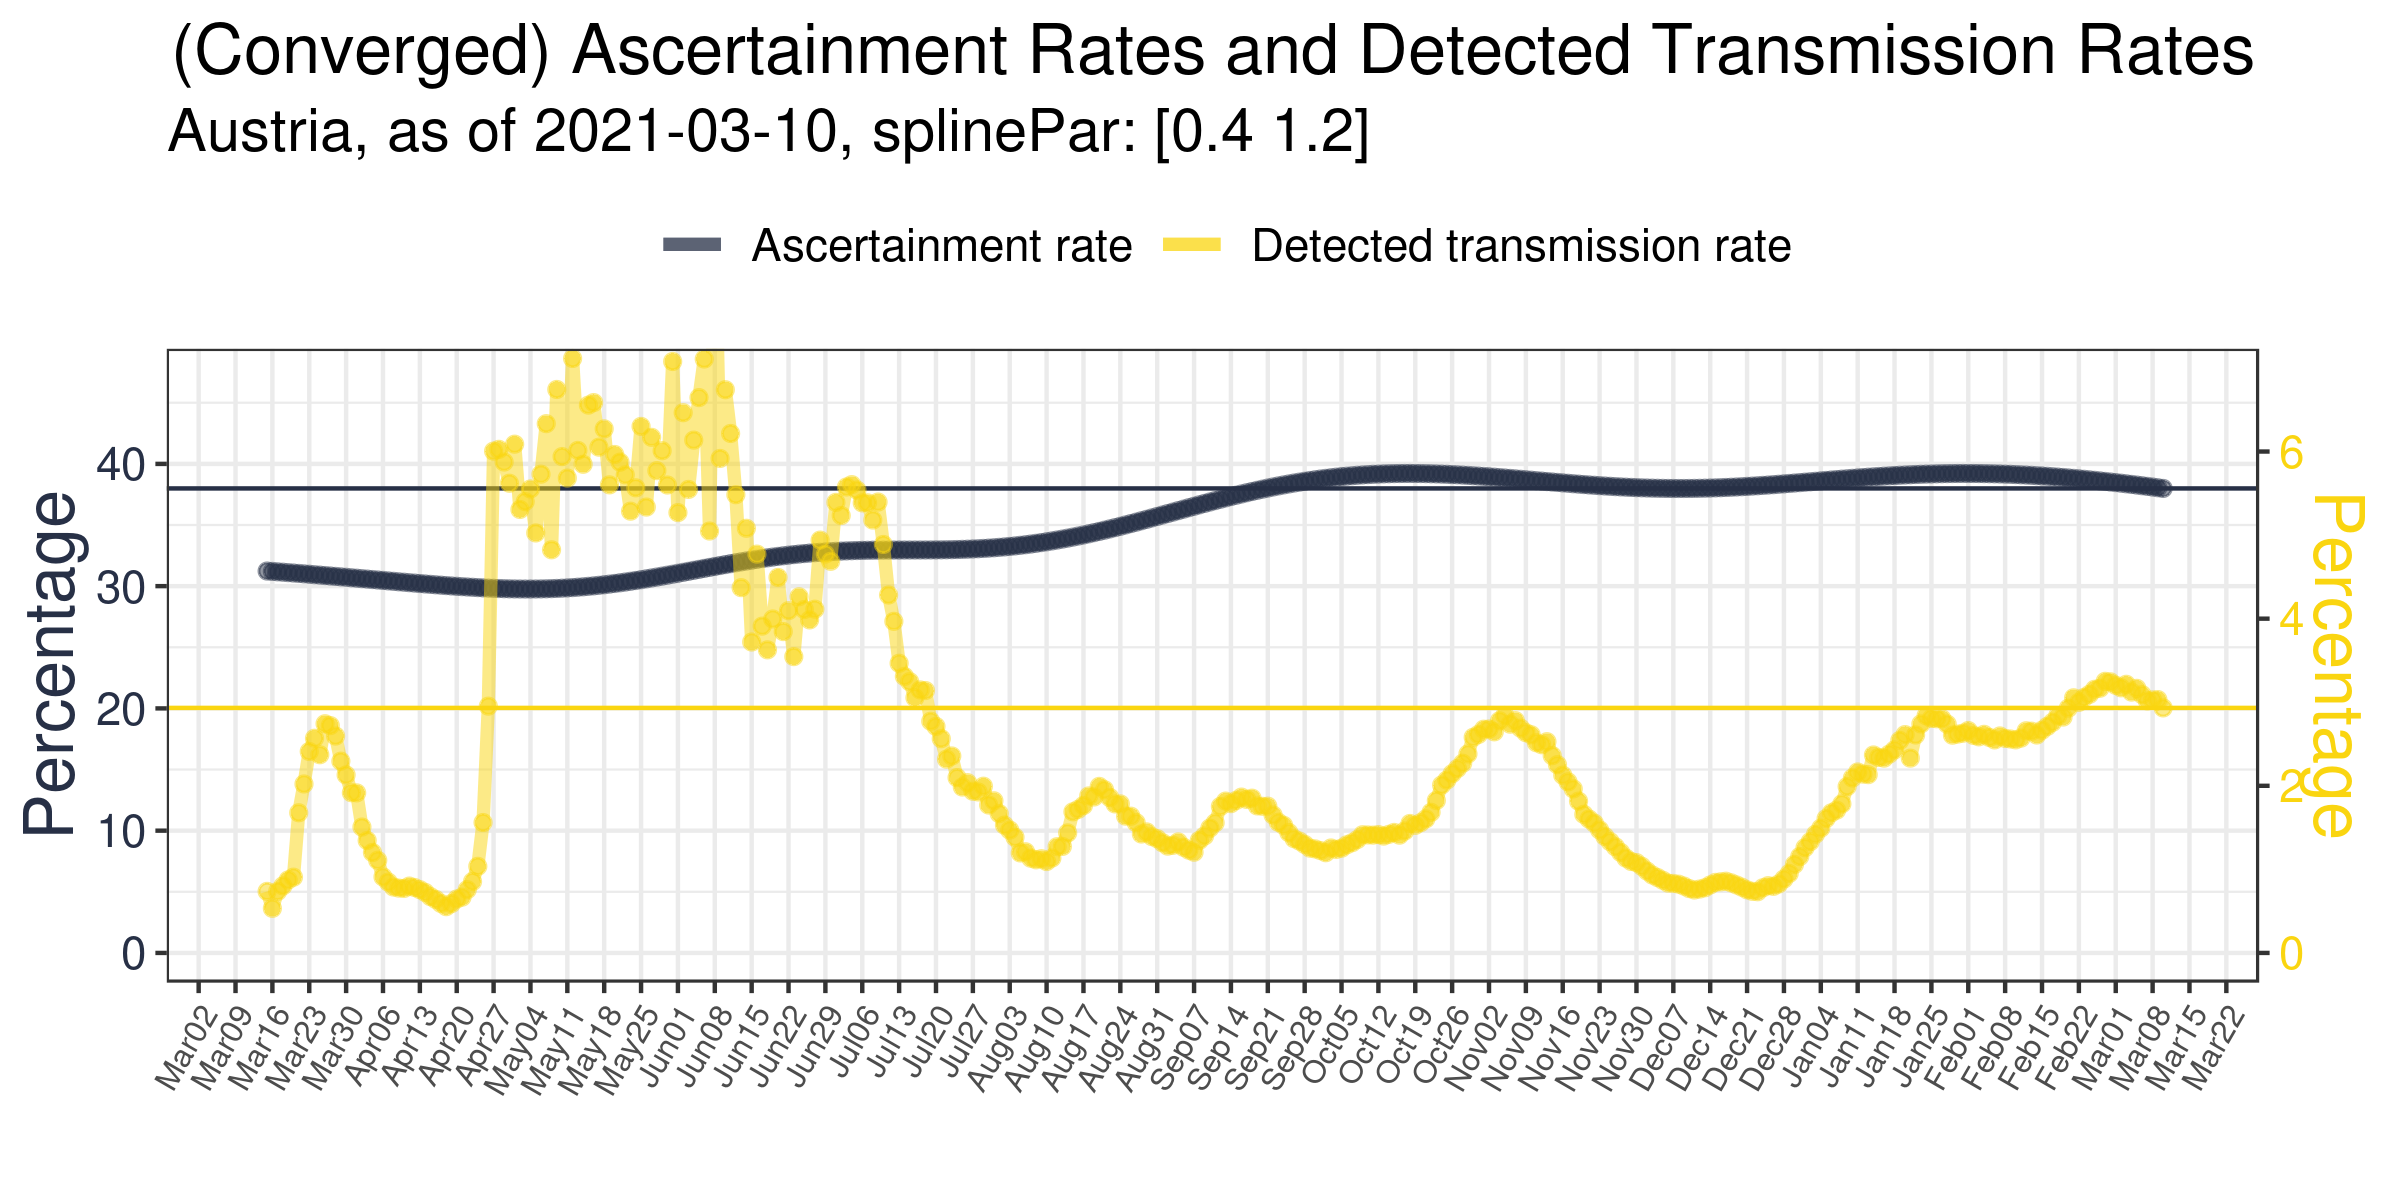 (Converged) Ascertainment Rates and Detected Transmission Rates
Austria, as of 2021-03-10, splinePar: [0.4 1.2]
Ascertainment rate
Detected transmission rate
Percentage
40
30
20
10
0
6
4
2
0
Percentage
Mar02
Mar09
Mar16
Mar23
Mar30
Apr06
Apr13
Apr20
Apr27
May04
May11
May18
May25
Jun01
Jun08
Jun15
Jun22
Jun29
Jul06
Jul13
Jul20
Jul27
Aug03
Aug10
Aug17
Aug24
Aug31
Sep07
Sep14
Sep21
Sep28
Oct05
Oct12
Oct19
Oct26
Nov02
Nov09
Nov16
Nov23
Nov30
Dec07
Dec14
Dec21
Dec28
Jan04
Jan11
Jan18
Jan25
Feb01
Feb08
Feb15
Feb22
Mar01
Mar08
Mar15
Mar22